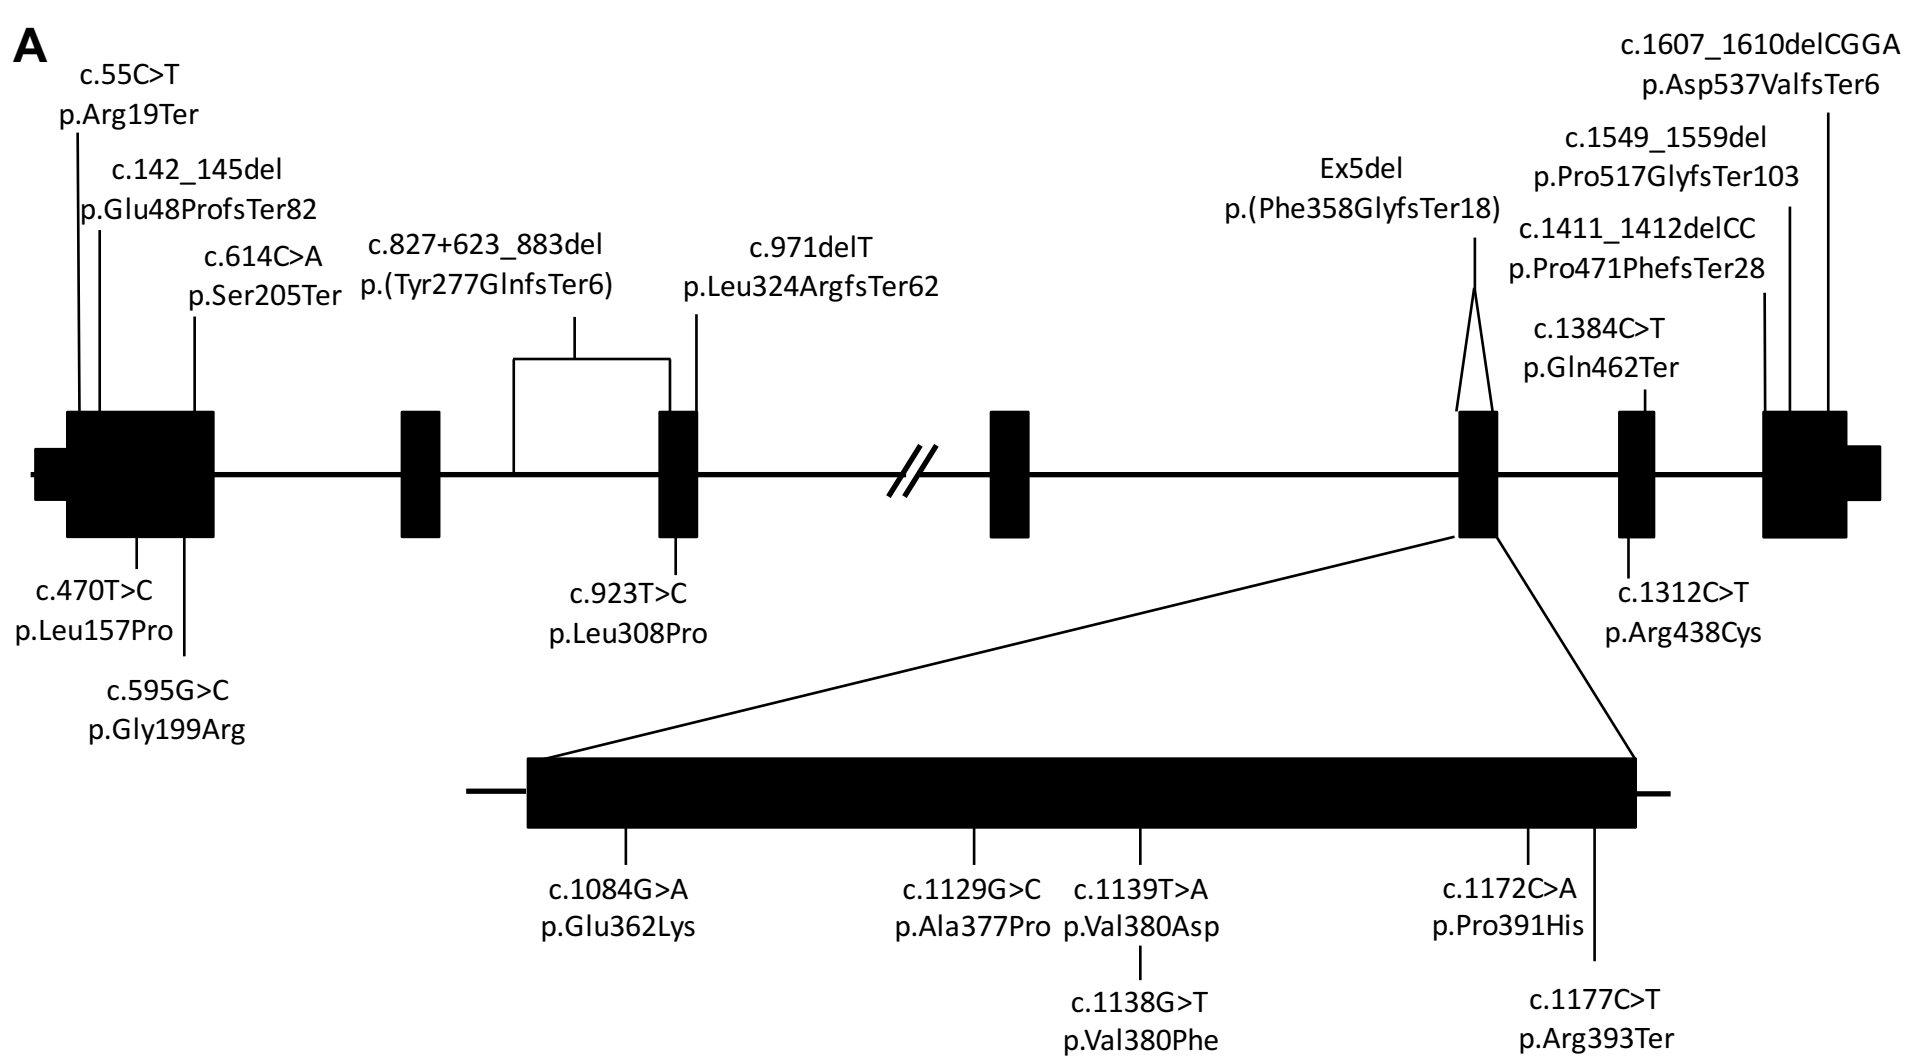 A
c.55C>T
p.Arg19Ter
c.142_145del
p.Glu48ProfsTer82
c.614C>A
p.Ser205Ter
c.827+623_883del
p.(Tyr277GlnfsTer6)
c.971delT
p.Leu324ArgfsTer62
Ex5del
p.(Phe358GlyfsTer18)
c.1607_1610delCGGA
p.Asp537ValfsTer6
c.1549_1559del
p.Pro517GlyfsTer103
c.1411_1412delCC
p.Pro471PhefsTer28
c.1384C>T
p.Gln462Ter
c.470T>C
p.Leu157Pro
c.595G>C
p.Gly199Arg
c.923T>C
p.Leu308Pro
c.1312C>T
p.Arg438Cys
c.1084G>A
p.Glu362Lys
c.1129G>C
p.Ala377Pro
c.1139T>A
p.Val380Asp
c.1138G>T
p.Val380Phe
c.1172C>A
p.Pro391His
c.1177C>T
p.Arg393Ter